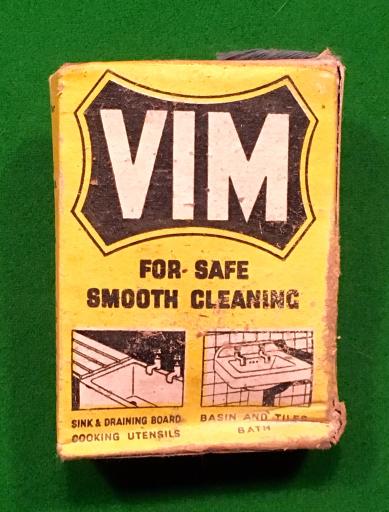 VIM
FOR SAFE
SMOOTH CLEANING
SINK & DRAINING BOARD
COOKING UTENSILS
BASIN AND TILES
BATH